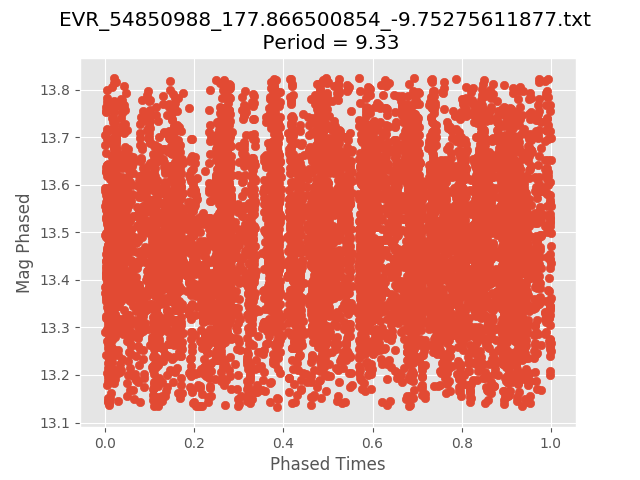 EVR_54850988_177.866500854_-9.75275611877.txt
Period = 9.33
13.8
13.7
13.6
13.5
13.4
13.3
13.2
13.1
Mag Phased
0.0 0.2 0.4 0.6 0.8 1.0
Phased Times